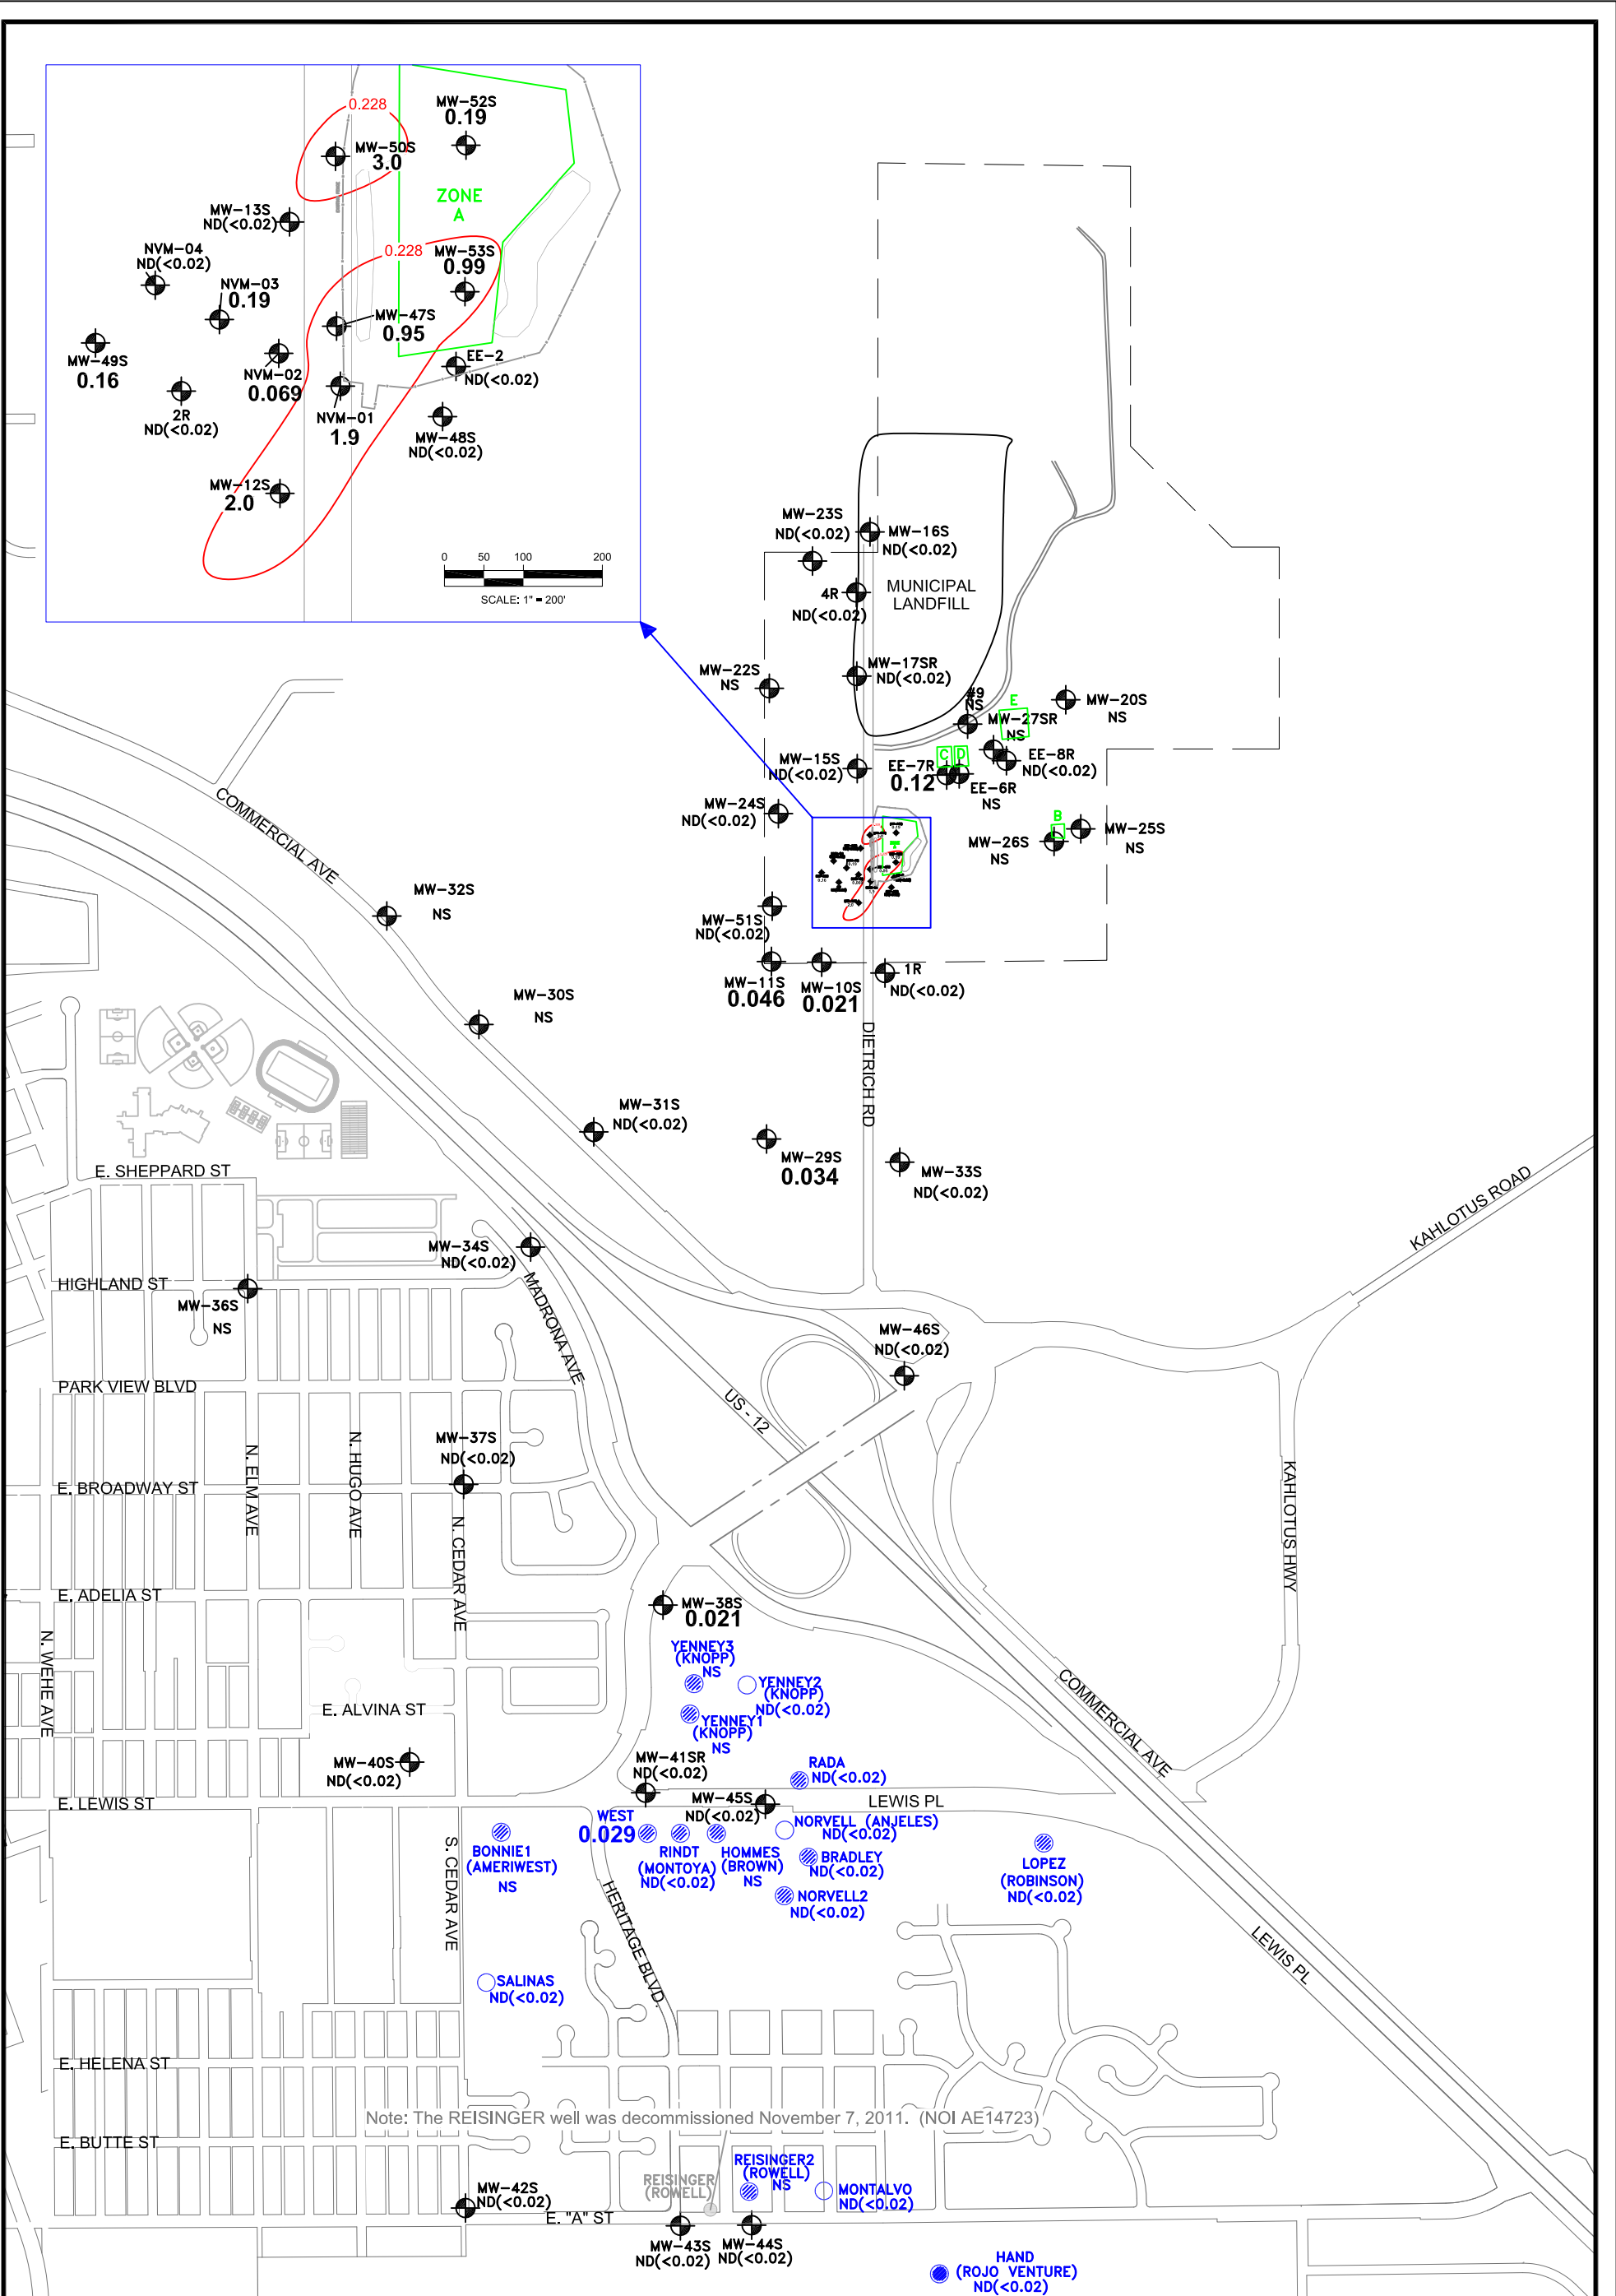 0.228
MW-52S
0.19
MW-50S
3.0
ZONE
A
MW-13S
ND(<0.02)
NVM-04
ND(<0.02)
0.228
MW-53S
0.99
NVM-03
0.19
MW-47S
0.95
MW-49S
0.16
NVM-02
0.069
EE-2
ND(<0.02)
2R
ND(<0.02)
NVM-01
1.9
MW-48S
ND(<0.02)
MW-12S
2.0
0 50 100 200
SCALE: 1" = 200'
MW-23S
ND(<0.02)
MW-16S
ND(<0.02)
4R
ND(<0.02)
MUNICIPAL
LANDFILL
MW-17SR
ND(<0.02)
MW-22S
NS
#9
NS
E
MW-20S
NS
MW-27SR
NS
MW-15S
ND(<0.02)
C
D
EE-7R
0.12
EE-8R
ND(<0.02)
EE-6R
NS
MW-24S
ND(<0.02)
B
MW-25S
NS
MW-26S
NS
COMMERCIAL AVE
MW-32S
NS
MW-51S
ND(<0.02)
MW-11S
0.046
MW-10S
0.021
1R
ND(<0.02)
MW-30S
NS
DIETRICH RD
MW-31S
ND(<0.02)
MW-29S
0.034
MW-33S
ND(<0.02)
E. SHEPPARD ST
KAHLOTUS ROAD
MW-34S
ND(<0.02)
HIGHLAND ST
MW-36S
NS
MADRONA AVE
MW-46S
ND(<0.02)
PARK VIEW BLVD
US - 12
MW-37S
ND(<0.02)
N. ELM AVE
N. HUGO AVE
E. BROADWAY ST
KAHLOTUS HWY
N. CEDAR AVE
E. ADELIA ST
MW-38S
0.021
N. WEHE AVE
YENNEY3
(KNOPP)
NS
YENNEY2
(KNOPP)
ND(<0.02)
YENNEY1
(KNOPP)
NS
COMMERCIAL AVE
E. ALVINA ST
MW-40S
ND(<0.02)
MW-41SR
ND(<0.02)
RADA
ND(<0.02)
E. LEWIS ST
MW-45S
ND(<0.02)
LEWIS PL
WEST
0.029
NORVELL (ANJELES)
ND(<0.02)
BONNIE1
(AMERIWEST)
NS
RINDT
(MONTOYA)
ND(<0.02)
HOMMES
(BROWN)
NS
BRADLEY
ND(<0.02)
LOPEZ
(ROBINSON)
ND(<0.02)
NORVELL2
ND(<0.02)
S. CEDAR AVE
HERITAGE BLVD.
LEWIS PL
SALINAS
ND(<0.02)
E. HELENA ST
Note: The REISINGER well was decommissioned November 7, 2011. (NOI AE14723)
E. BUTTE ST
REISINGER
(ROWELL)
REISINGER2
(ROWELL)
NS
MONTALVO
ND(<0.02)
MW-42S
ND(<0.02)
E. "A" ST
MW-43S
ND(<0.02)
MW-44S
ND(<0.02)
HAND
(ROJO VENTURE)
ND(<0.02)